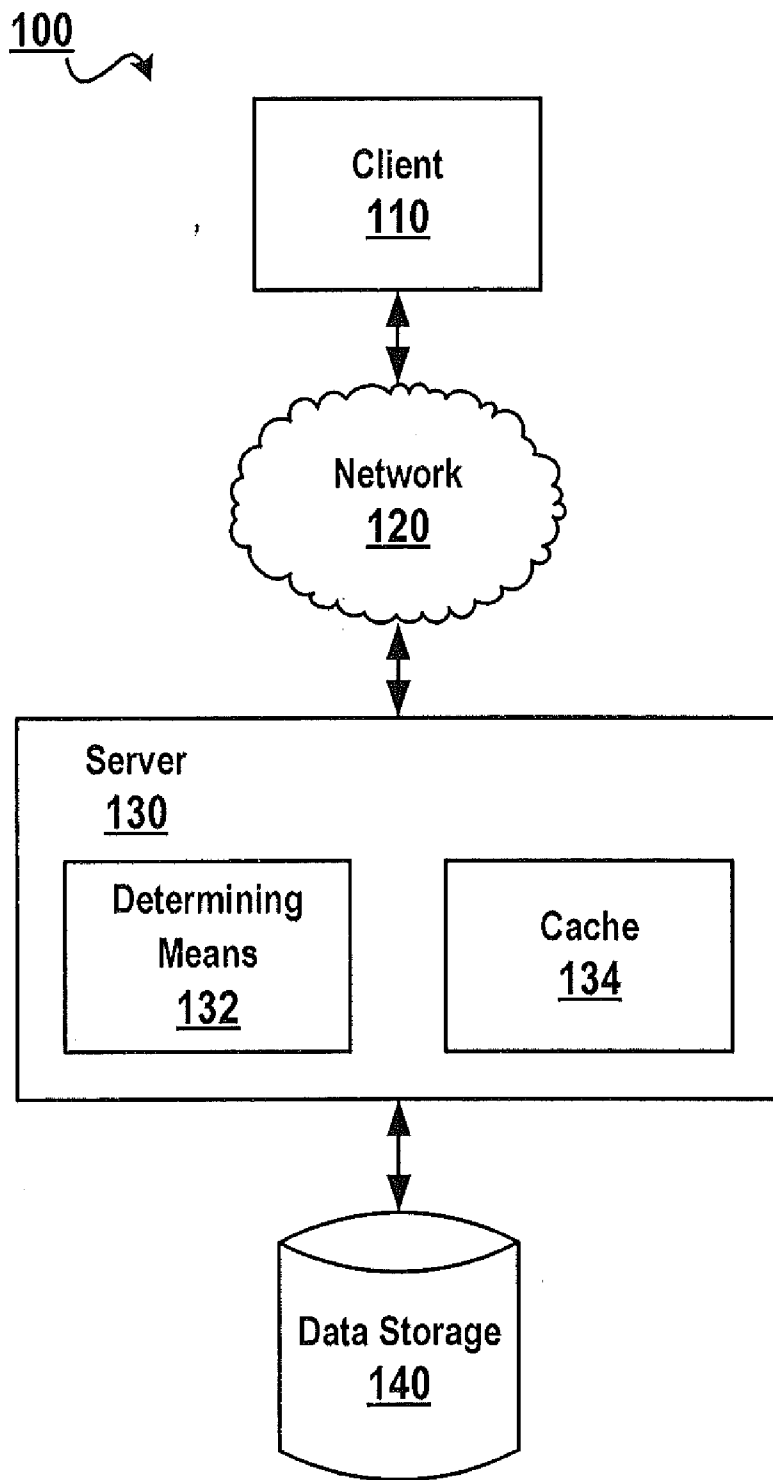 100
Client
110
Network
120
Server
130
Determining
Means
132
Cache
134
Data Storage
140